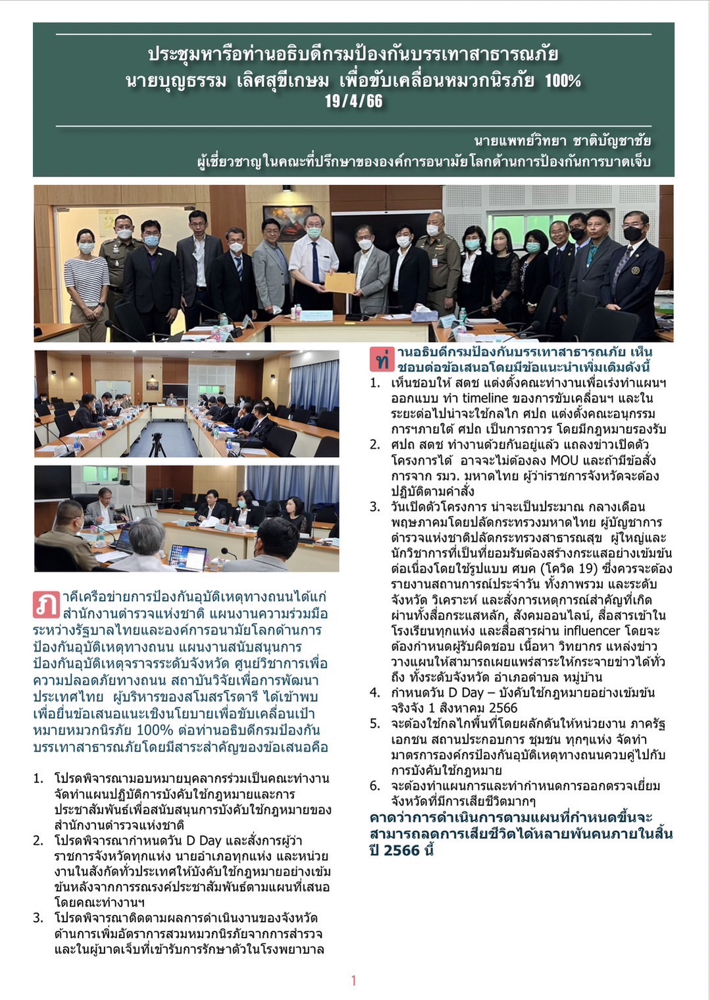 ประชุมหารือท่านอธิบดีกรมป้องกันบรรเทาสาธารณภัย
นายบุญธรรม เลิศสุขีเกษม เพื่อขับเคลื่อนหมวกนิรภัย 100%
19/4/66
นายแพทย์วิทยา ชาติบัญชาชัย
ผู้เชี่ยวชาญในคณะที่ปรึกษาขององค์การอนามัยโลกด้านการป้องกันการบาดเจ็บ
ภาคีเครือข่ายการป้องกันอุบัติเหตุทางถนนได้แก่
สำนักงานตำรวจแห่งชาติ แผนงานความร่วมมือ
ระหว่างรัฐบาลไทยและองค์การอนามัยโลกด้านการ
ป้องกันอุบัติเหตุทางถนน แผนงานสนับสนุนการ
ป้องกันอุบัติเหตุจราจรระดับจังหวัด ศูนย์วิชาการเพื่อ
ความปลอดภัยทางถนน สถาบันวิจัยเพื่อการพัฒนา
ประเทศไทย ผู้บริหารของสโมสรโรตารี ได้เข้าพบ
เพื่อยื่นข้อเสนอแนะเชิงนโยบายเพื่อขับเคลื่อนเป้า
หมายหมวกนิรภัย 100% ต่อท่านอธิบดีกรมป้องกัน
บรรเทาสาธารณภัยโดยมีสาระสำคัญของข้อเสนอคือ
1. โปรดพิจารณามอบหมายบุคลากรร่วมเป็นคณะทำงาน
จัดทำแผนปฏิบัติการบังคับใช้กฎหมายและการ
ประชาสัมพันธ์เพื่อสนับสนุนการบังคับใช้กฎหมายของ
สำนักงานตำรวจแห่งชาติ
2. โปรดพิจารณากำหนดวัน D Day และสั่งการผู้ว่า
ราชการจังหวัดทุกแห่ง นายอำเภอทุกแห่ง และหน่วย
งานในสังกัดทั่วประเทศให้บังคับใช้กฎหมายอย่างเข้ม
ข้นหลังจากการรณรงค์ประชาสัมพันธ์ตามแผนที่เสนอ
โดยคณะทำงานฯ
3. โปรดพิจารณาติดตามผลการดำเนินงานของจังหวัด
ด้านการเพิ่มอัตราการสวมหมวกนิรภัยจากการสำรวจ
และในผู้บาดเจ็บที่เข้ารับการรักษาตัวในโรงพยาบาล
ท่านอธิบดีกรมป้องกันบรรเทาสาธารณภัย เห็น
ชอบต่อข้อเสนอโดยมีข้อแนะนำเพิ่มเติมดังนี้
1. เห็นชอบให้ สตช แต่งตั้งคณะทำงานเพื่อเร่งทำแผนฯ
ออกแบบ ทำ timeline ของการขับเคลื่อนฯ และใน
ระยะต่อไปน่าจะใช้กลไก ศปถ แต่งตั้งคณะอนุกรรม
การฯภายใต้ ศปถ เป็นการถาวร โดยมีกฎหมายรองรับ
2. ศปถ สตช ทำงานด้วยกันอยู่แล้ว แถลงข่าวเปิดตัว
โครงการได้ อาจจะไม่ต้องลง MOU และถ้ามีข้อสั่ง
การจาก รมว. มหาดไทย ผู้ว่าเราชการจังหวัดจะต้อง
ปฏิบัติตามคำสั่ง
3. วันเปิดตัวโครงการ น่าจะเป็นประมาณ กลางเดือน
พฤษภาคมโดยปลัดกระทรวงมหาดไทย ผู้บัญชาการ
ตำรวจแห่งชาติปลัดกระทรวงสาธารณสุข ผู้ใหญ่และ
นักวิชาการที่เป็นที่ยอมรับต้องสร้างกระแสอย่างเข้มข้น
ต่อเนื่องโดยใช้รูปแบบ ศบค (โควิด 19) ซึ่งควรจะต้อง
รายงานสถานการณ์ประจำวัน ทั้งภาพรวม และระดับ
จังหวัด วิเคราะห์ และสั่งการเหตุการณ์สำคัญที่เกิด
ผ่านทั้งสื่อกระแสหลัก, สังคมออนไลน์, สื่อสารเข้าใน
โรงเรียนทุกแห่ง และสื่อสารผ่าน influencer โดยจะ
ต้องกำหนดผู้รับผิดชอบ เนื้อหา วิทยากร แหล่งข่าว
วางแผนให้สามารถเผยแพร่สาระให้กระจายข่าวได้ทั่ว
ถึง ทั้งระดับจังหวัด อำเภอตำบล หมู่บ้าน
4. กำหนดวัน D Day – บังคับใช้กฎหมายอย่างเข้มข้น
จริงจัง 1 สิงหาคม 2566
5. จะต้องใช้กลไกพื้นที่โดยผลักดันให้หน่วยงาน ภาครัฐ
เอกชน สถานประกอบการ ชุมชน ทุกๆแห่ง จัดทำ
มาตรการองค์กรป้องกันอุบัติเหตุทางถนนควบคู่ไปกับ
การบังคับใช้กฎหมาย
6. จะต้องทำแผนการและทำกำหนดการออกตรวจเยี่ยม
จังหวัดที่มีการเสียชีวิตมากๆ
คาดว่าการดำเนินการตามแผนที่กำหนดขึ้นจะ
สามารถลดการเสียชีวิตได้หลายพันคนภายในสิ้น
ปี 2566 นี้
1